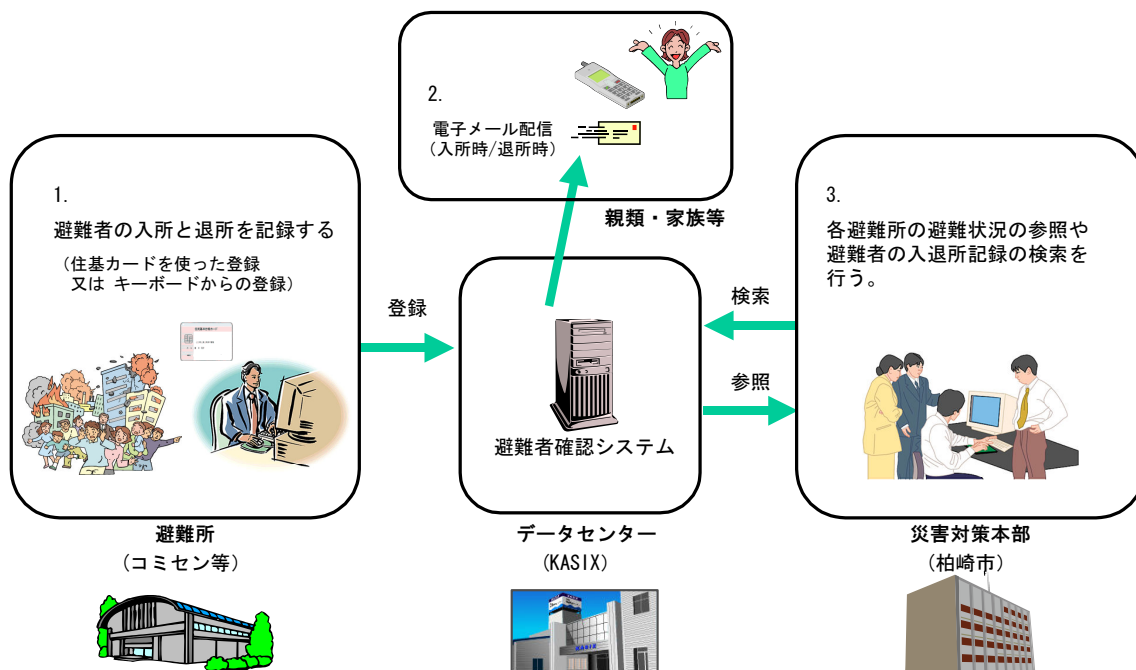 2.
電子メール配信
（入所時/退所時）
親類・家族等
1.
避難者の入所と退所を記録する
（住基カードを使った登録
又は キーボードからの登録）
登録
避難者確認システム
検索
参照
3.
各避難所の避難状況の参照や
避難者の入退所記録の検索を
行う。
避難所
（コミセン等）
データセンター
（KASIX）
災害対策本部
（柏崎市）